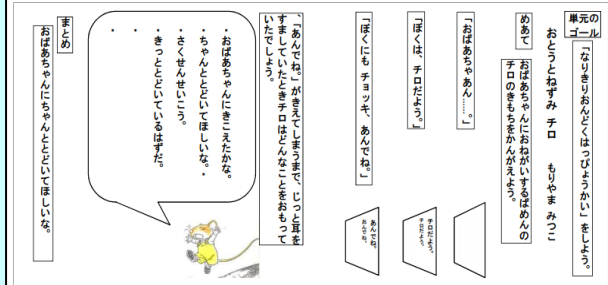 単元の
ゴール
「なりきりおんどくはっぴょうかい」をしよう。
おとうとねずみ チロ　もりやま みつこ
めあて
おばあちゃんにおねがいするばめんの
チロのきもちをかんがえよう。
「おばあちゃあん……。」
「ぼくは、チロだよう。」
チロだよう、
チロだよう。
「ぼくにも チョッキ、あんでね。」
あんでね。
おんでね、
「、「あんでね。」がきえてしまうまで、じっと耳を
すましていたときチロはどんなことをおもって
いたでしょう。
・おばあちゃんにきこえたかな。
・ちゃんととどいてほしいな。・
・さくせんせいこう。
・きっととどいているはずだ。
・
・
まとめ
おばあちゃんにちゃんととどいてほしいな。